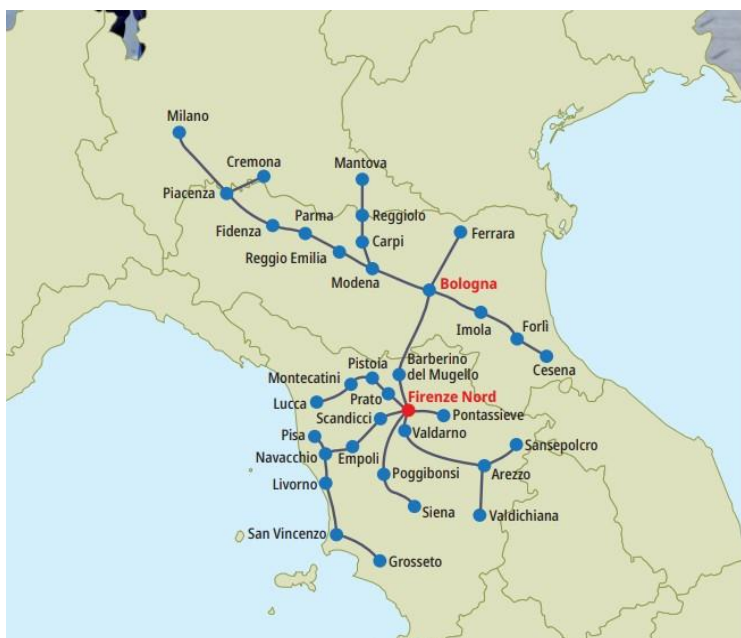 Milano
Cremona
Mantova
Piacenza
Parma
Reggiolo
Fidenza
Carpi
Ferrara
Reggio Emilia
Modena
Bologna
Imola
Forlì
Cesena
Pistoia
Barberino
del Mugello
Montecatini
Prato
Firenze Nord
Lucca
Scandicci
Pontassieve
Pisa
Valdarno
Sansepolcro
Navacchio
Empoli
Poggibonsi
Arezzo
Livorno
Siena
Valdichiana
San Vincenzo
Grosseto